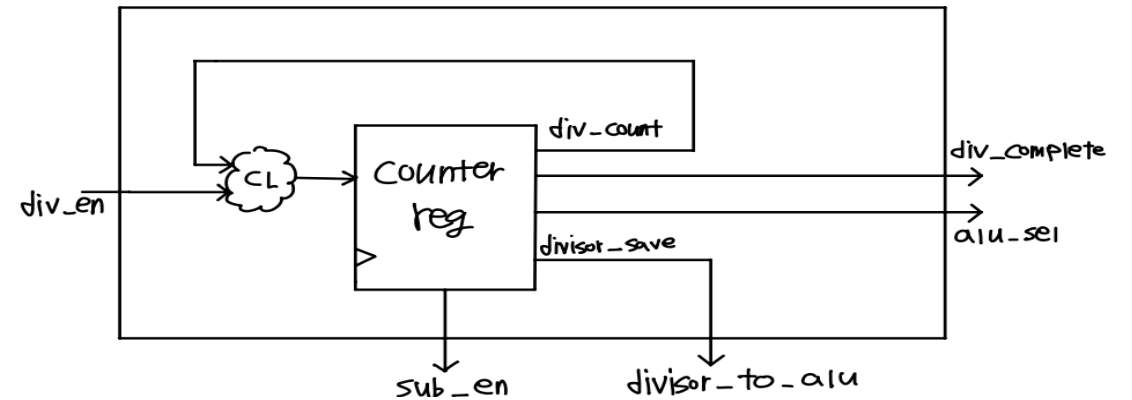 div_count
div_complete
CL
Counter
reg
div_en
alu_sel
divisor_save
sub_en
divisor_to_alu